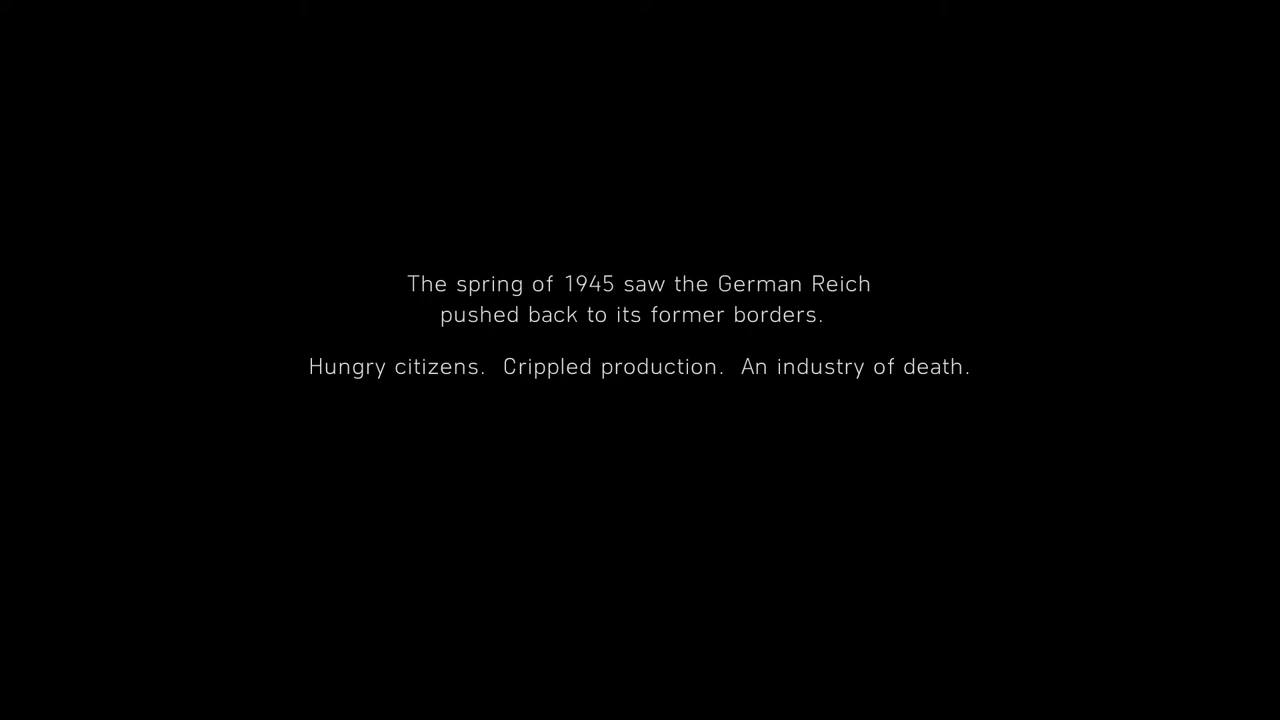 The spring of 1945 saw the German Reich
pushed back to its former borders.
Hungry citizens.  Crippled production.  An industry of death.